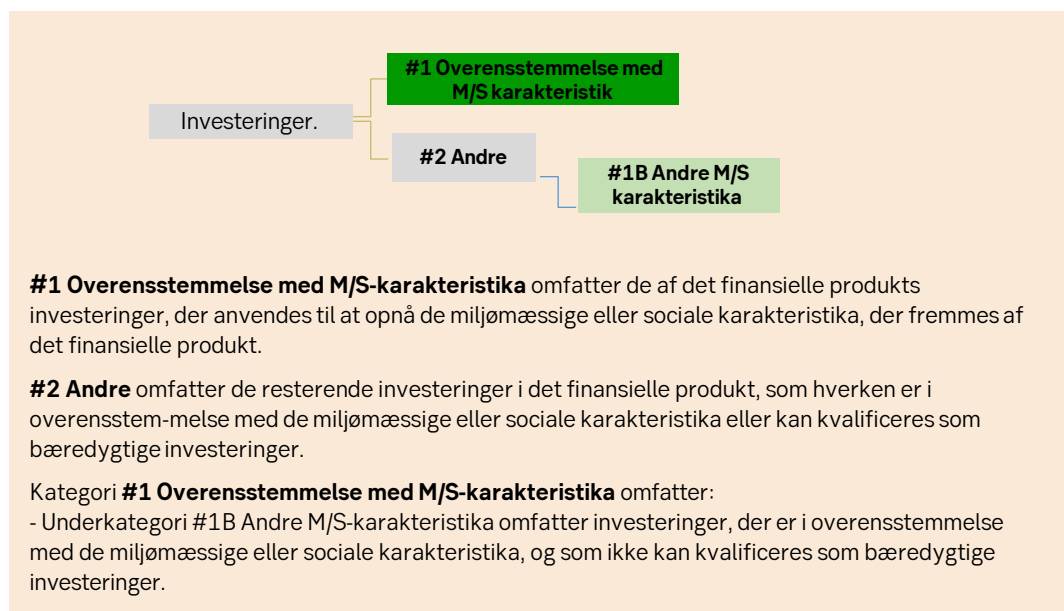 #1 Overensstemmelse med
M/S karakteristik
Investeringer.
#2 Andre
#1B Andre M/S
karakteristika
#1 Overensstemmelse med M/S-karakteristika omfatter de af det finansielle produkts
investeringer, der anvendes til at opnå de miljømæssige eller sociale karakteristika, der fremmes af
det finansielle produkt.
#2 Andre omfatter de resterende investeringer i det finansielle produkt, som hverken er i
overensstem-melse med de miljømæssige eller sociale karakteristika eller kan kvalificeres som
bæredygtige investeringer.
Kategori #1 Overensstemmelse med M/S-karakteristika omfatter:
- Underkategori #1B Andre M/S-karakteristika omfatter investeringer, der er i overensstemmelse
med de miljømæssige eller sociale karakteristika, og som ikke kan kvalificeres som bæredygtige
investeringer.